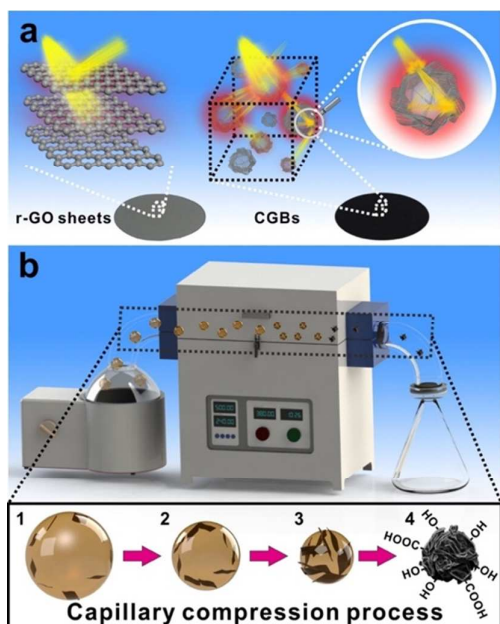 a
r-GO sheets
CGBs
b
1
2
3
4
HO
OH
HOOC
HO
OH
HO
COOH
Capillary compression process